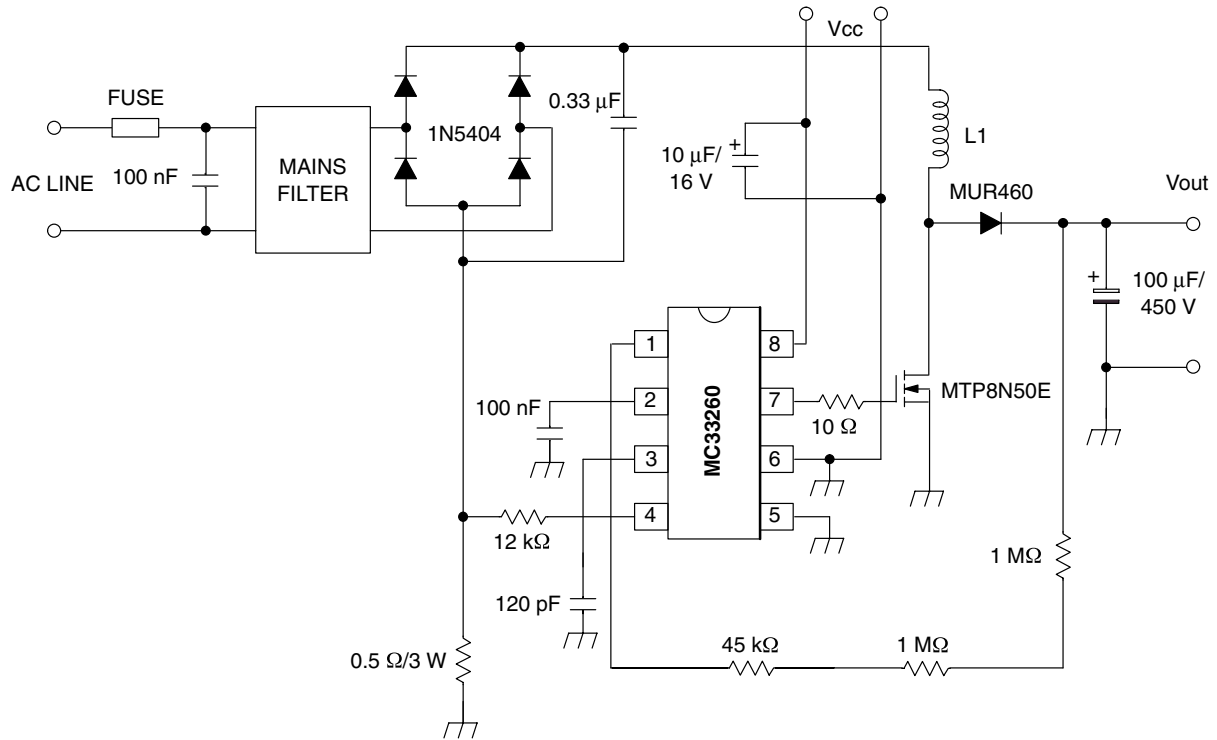 Vcc
FUSE
0.33 µF
1N5404
L1
10 µF/
16 V
MAINS
FILTER
100 nF
AC LINE
MUR460
Vout
+
+
100 µF/
450 V
1
8
MC33260
2
7
MTP8N50E
100 nF
10 Ω
3
6
4
5
12 kΩ
1 MΩ
120 pF
45 kΩ
1 MΩ
0.5 Ω/3 W